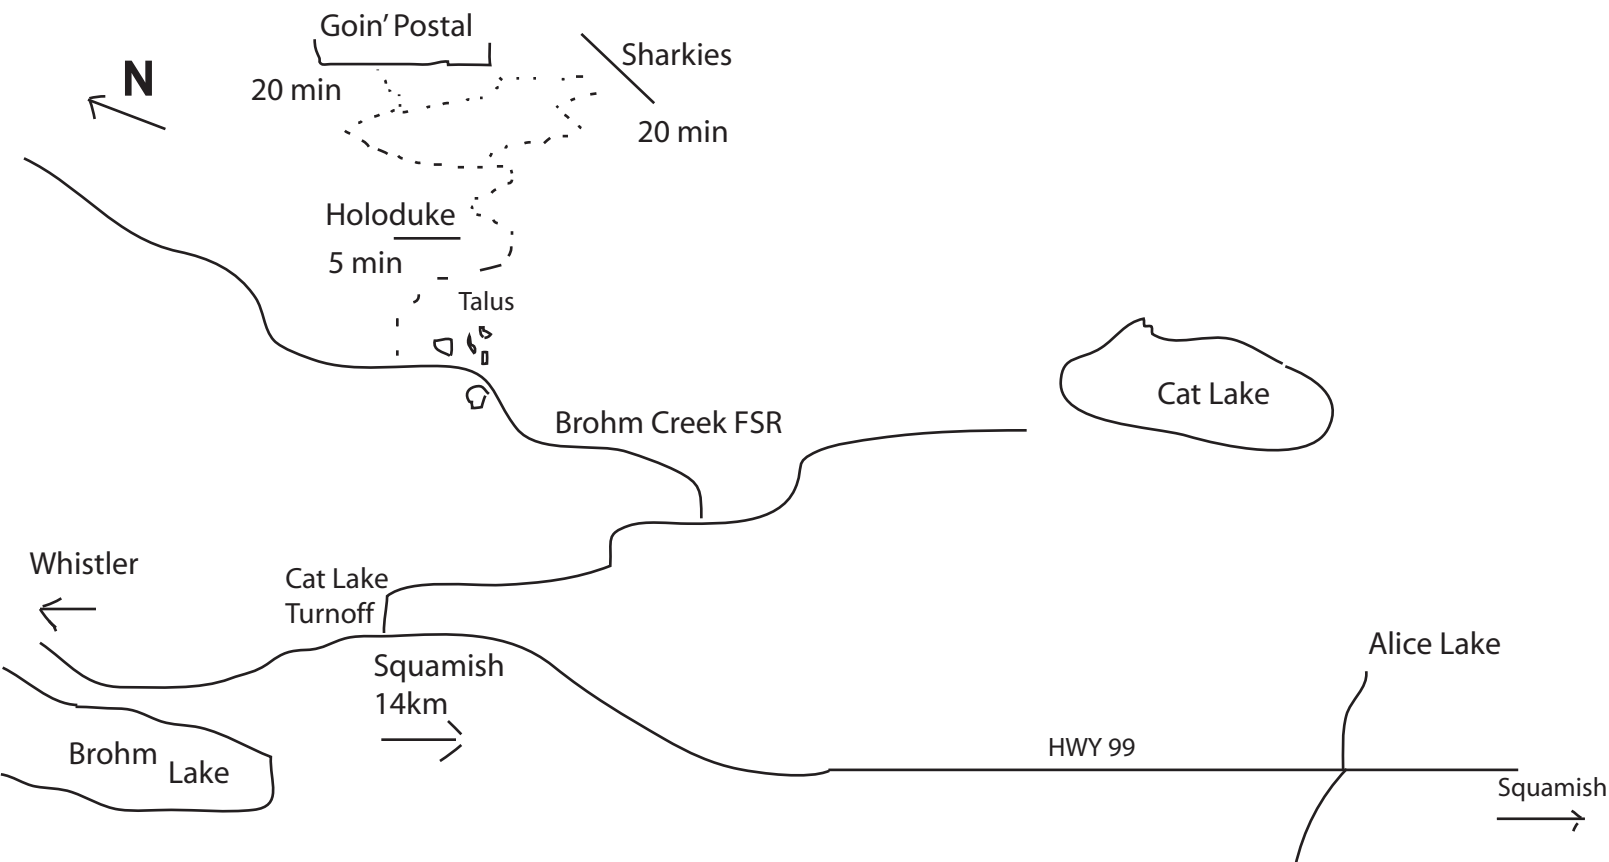 Goin' Postal
Sharkies
N
20 min
20 min
Holoduke
5 min
Talus
Cat Lake
Brohm Creek FSR
Whistler
Cat Lake
Turnoff
Alice Lake
Squamish
14km
HWY 99
Brohm
Lake
Squamish